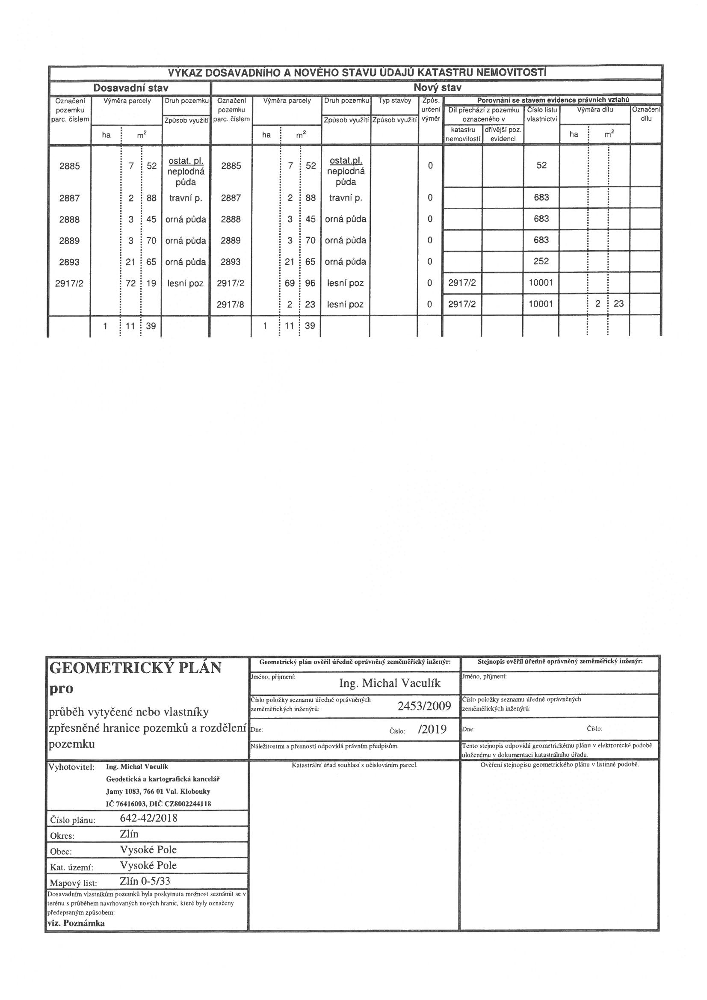 VÝKAZ DOSAVADNÍHO A NOVÉHO STAVU ÚDAJŮ KATASTRU NEMOVITOSTÍ
Dosavadní stav Nový stav
Označení pozemku parc. číslem Výměra parcely ha m² Druh pozemku Způsob využití Označení pozemku parc. číslem Výměra parcely ha m² Druh pozemku Způsob využití Typ stavby Způsob využití Způs. určení výměr Porovnání se stavem evidence právních vztahů
Díl přechází z pozemku označeného v Číslo listu vlastnictví Výměra dílu Označení dílu
katastru nemovitostí dřívější poz. evidenci ha m²
2885 7 52 ostat. pl. neplodná půda 2885 7 52 ostat.pl. neplodná půda 0 52
2887 2 88 travní p. 2887 2 88 travní p. 0 683
2888 3 45 orná půda 2888 3 45 orná půda 0 683
2889 3 70 orná půda 2889 3 70 orná půda 0 683
2893 21 65 orná půda 2893 21 65 orná půda 0 252
2917/2 72 19 lesní poz 2917/2 69 96 lesní poz 0 2917/2 10001
2917/8 2 23 lesní poz 0 2917/2 10001 2 23
1 11 39 1 11 39
GEOMETRICKÝ PLÁN
pro
průběh vytyčené nebo vlastníky
zpřesněné hranice pozemků a rozdělení
pozemku
Geometrický plán ověřil úředně oprávněný zeměměřický inženýr:
Jméno, příjmení: Ing. Michal Vaculík
Číslo položky seznamu úředně oprávněných
zeměměřických inženýrů: 2453/2009
Dne: Číslo: /2019
Náležitostmi a přesností odpovídá právním předpisům.
Stejnopis ověřil úředně oprávněný zeměměřický inženýr:
Jméno, příjmení:
Číslo položky seznamu úředně oprávněných
zeměměřických inženýrů:
Dne: Číslo:
Tento stejnopis odpovídá geometrickému plánu v elektronické podobě
uloženému v dokumentaci katastrálního úřadu.
Vyhotovitel: Ing. Michal Vaculík
Geodetická a kartografická kancelář
Jamy 1083, 766 01 Val. Klobouky
IČ 76416003, DIČ CZ8002244118
Číslo plánu: 642-42/2018
Okres: Zlín
Obec: Vysoké Pole
Kat. území: Vysoké Pole
Mapový list: Zlín 0-5/33
Dosavadním vlastníkům pozemků byla poskytnuta možnost seznámit se v
terénu s průběhem navrhovaných nových hranic, které byly označeny
předepsaným způsobem:
viz. Poznámka
Katastrální úřad souhlasí s očíslováním parcel.
Ověření stejnopisu geometrického plánu v listinné podobě.